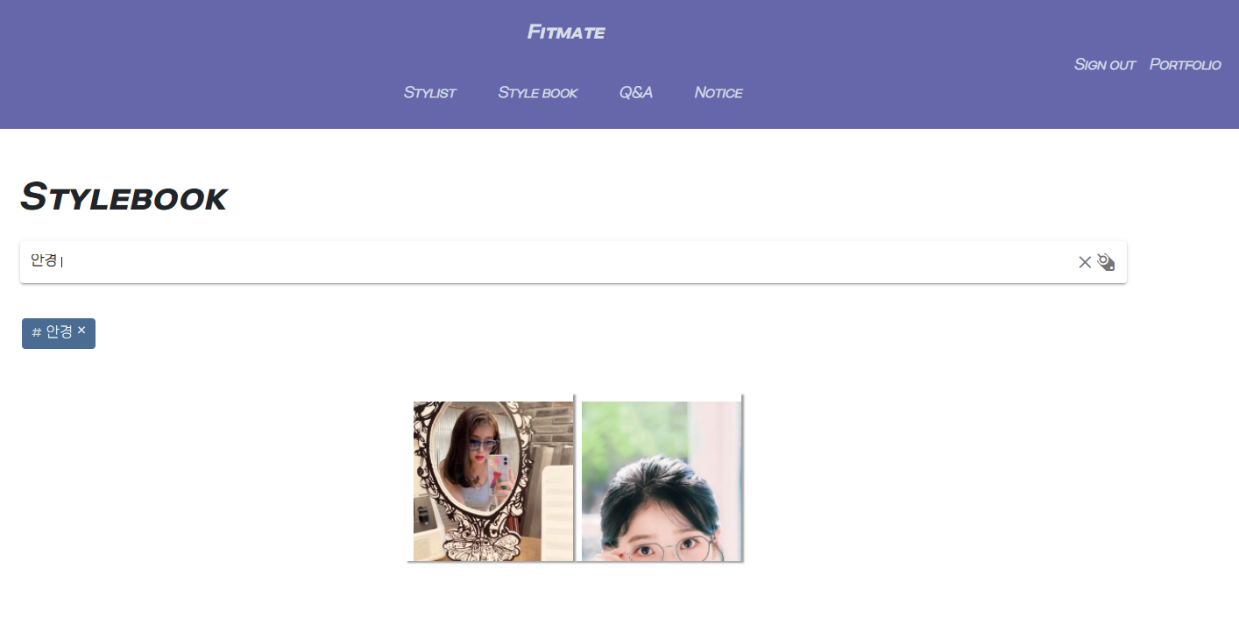 FITMATE
SIGN OUT PORTFOLIO
STYLIST STYLE BOOK Q&A NOTICE
STYLEBOOK
안경
# 안경 ×